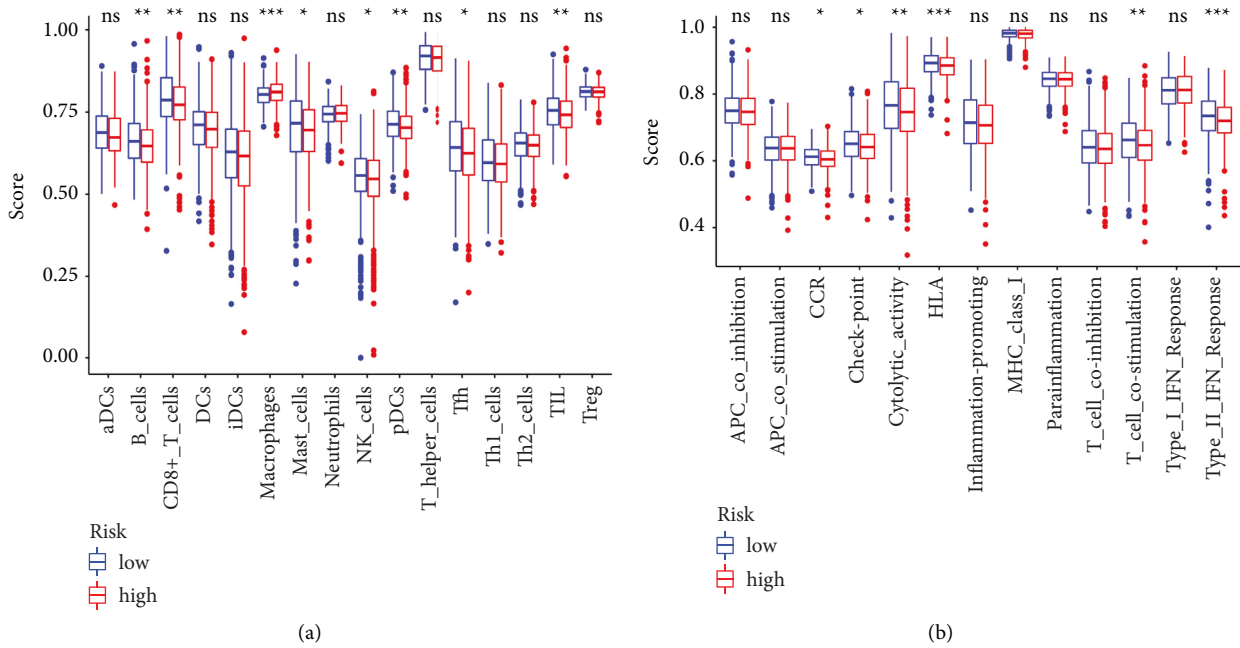 ns ** ** ns ns *** * ns * ** ns * ns ns ** ns
1.00
0.75
0.50
0.25
0.00
Score
aDCs
B_cells
CD8+_T_cells
DCs
iDCs
Macrophages
Mast_cells
Neutrophils
NK_cells
pDCs
T_helper_cells
Tfh
Th1_cells
Th2_cells
TIL
Treg
Risk
low
high
(a)
ns ns * * ** *** ns ns ns ns ** ns ***
1.0
0.8
0.6
0.4
Score
APC_co_inhibition
APC_co_stimulation
CCR
Check-point
Cytolytic_activity
HLA
Inflammation-promoting
MHC_class_I
Parainflammation
T_cell_co-inhibition
T_cell_co-stimulation
Type_I_IFN_Response
Type_II_IFN_Response
Risk
low
high
(b)